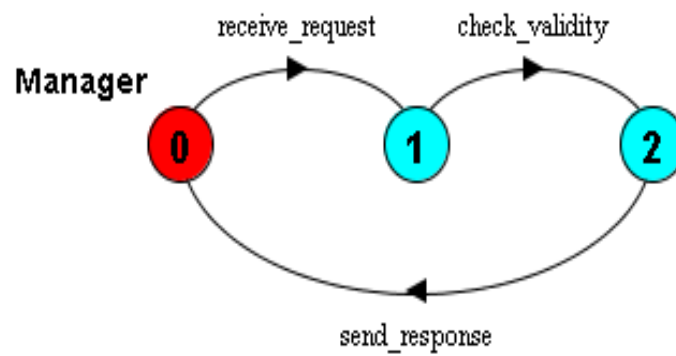 receive_request
check_validity
Manager
0
1
2
send_response